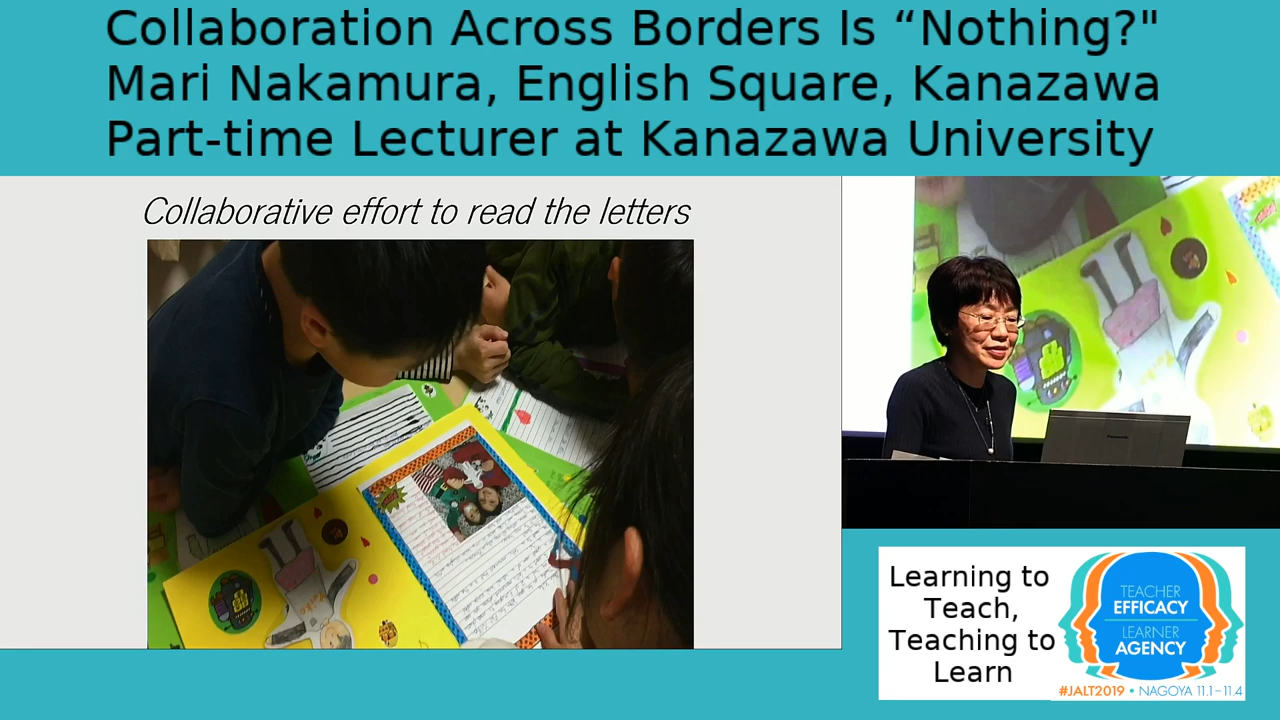 Collaboration Across Borders Is “Nothing?"
Mari Nakamura, English Square, Kanazawa
Part-time Lecturer at Kanazawa University
Collaborative effort to read the letters
Panasonic
Learning to
Teach,
Teaching to
Learn
TEACHER
EFFICACY
LEARNER
AGENCY
#JALT2019 • NAGOYA 11.1–11.4